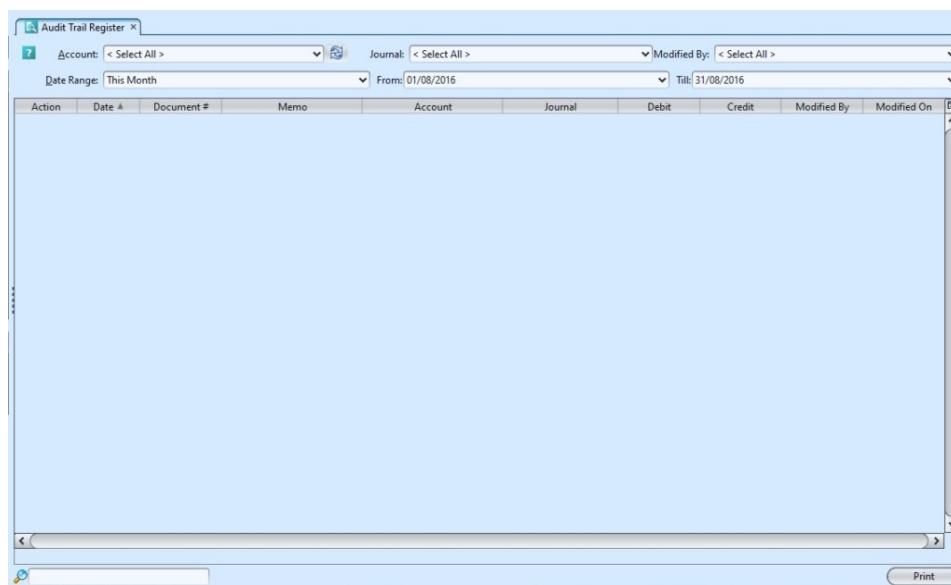 Audit Trail Register ×
? Account: < Select All > Journal: < Select All > Modified By: < Select All >
Date Range: This Month From: 01/08/2016 Till: 31/08/2016
Action Date Document # Memo Account Journal Debit Credit Modified By Modified On
Print